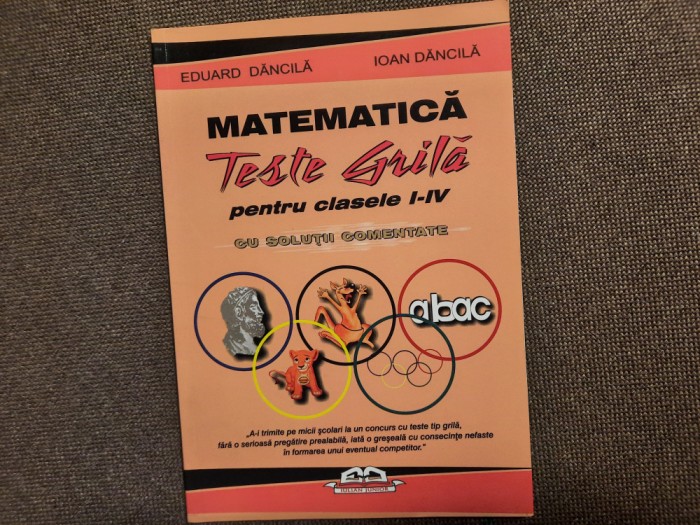 EDUARD DĂNCILĂ IOAN DĂNCILĂ
MATEMATICĂ
Teste Grilă
pentru clasele I-IV
CU SOLUȚII COMENTATE
abac
„A-i trimite pe micii școlari la un concurs cu teste tip grilă,
fără o serioasă pregătire prealabilă, iată o greșeală cu consecințe nefaste
în formarea unui eventual competitor.”
IULIAN JUNIOR